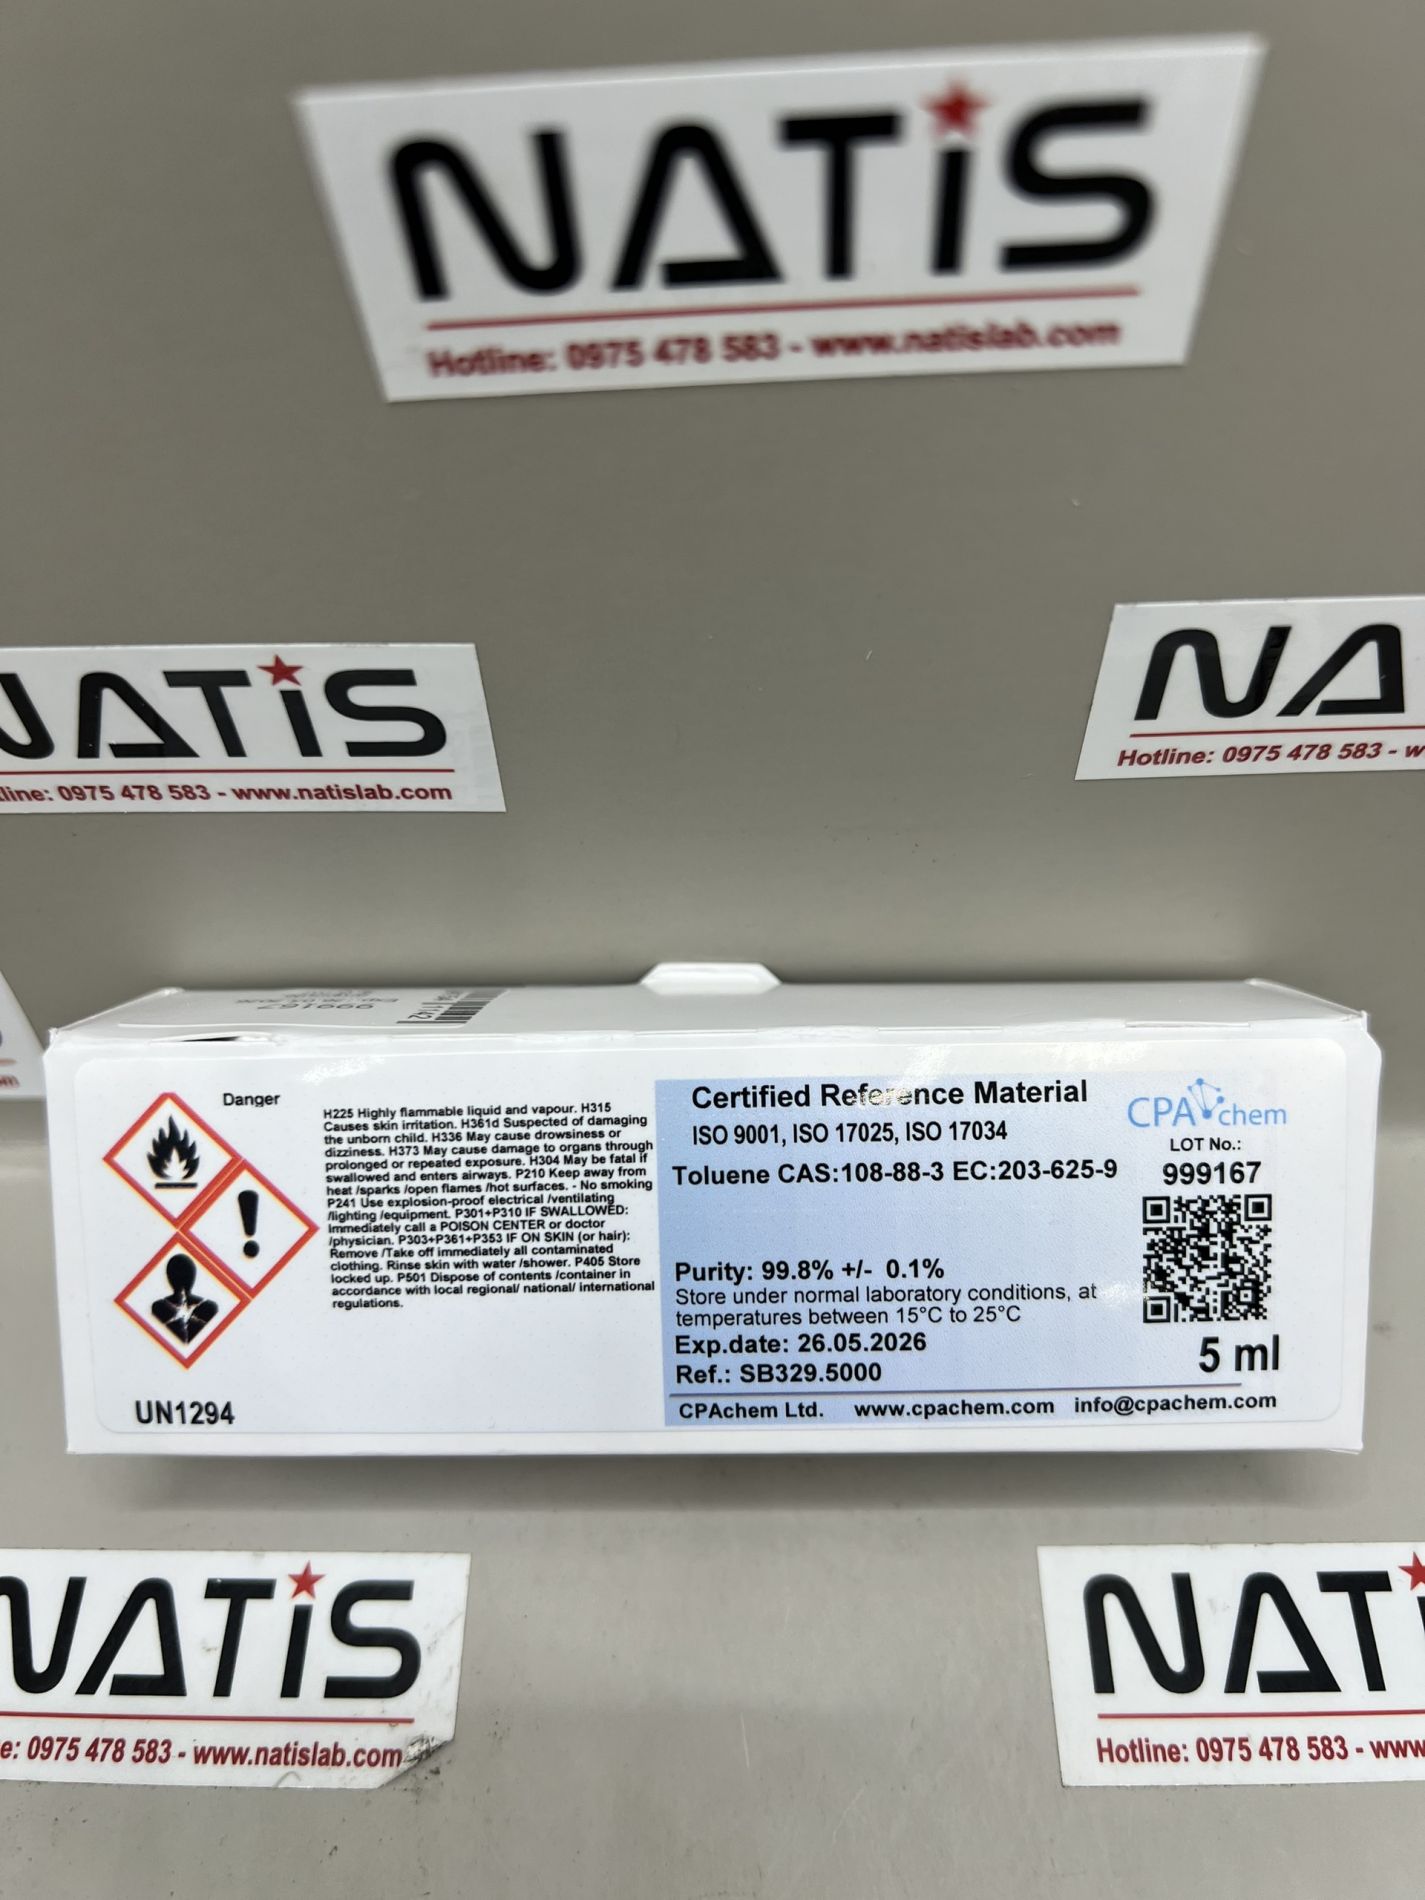 NATiS
Hotline: 0975 478 583 - www.natislab.com
NATiS
line: 0975 478 583 - www.natislab.com
NA
Hotline: 0975 478 583 - w
999167
Danger
H225 Highly flammable liquid and vapour. H315
Causes skin irritation. H361d Suspected of damaging
the unborn child. H336 May cause drowsiness or
dizziness. H373 May cause damage to organs through
prolonged or repeated exposure. H304 May be fatal if
swallowed and enters airways. P210 Keep away from
heat /sparks /open flames /hot surfaces. - No smoking
P241 Use explosion-proof electrical /ventilating
/lighting /equipment. P301+P310 IF SWALLOWED:
Immediately call a POISON CENTER or doctor
/physician. P303+P361+P353 IF ON SKIN (or hair):
Remove /Take off immediately all contaminated
clothing. Rinse skin with water /shower. P405 Store
locked up. P501 Dispose of contents /container in
accordance with local regional/ national/ international
regulations.
UN1294
Certified Reference Material
ISO 9001, ISO 17025, ISO 17034
Toluene CAS:108-88-3 EC:203-625-9
Purity: 99.8% +/- 0.1%
Store under normal laboratory conditions, at
temperatures between 15°C to 25°C
Exp.date: 26.05.2026
Ref.: SB329.5000
CPAchem
LOT No.:
999167
5 ml
CPAchem Ltd. www.cpachem.com info@cpachem.com
NATiS
e: 0975 478 583 - www.natislab.com
NATi
Hotline: 0975 478 583 - www